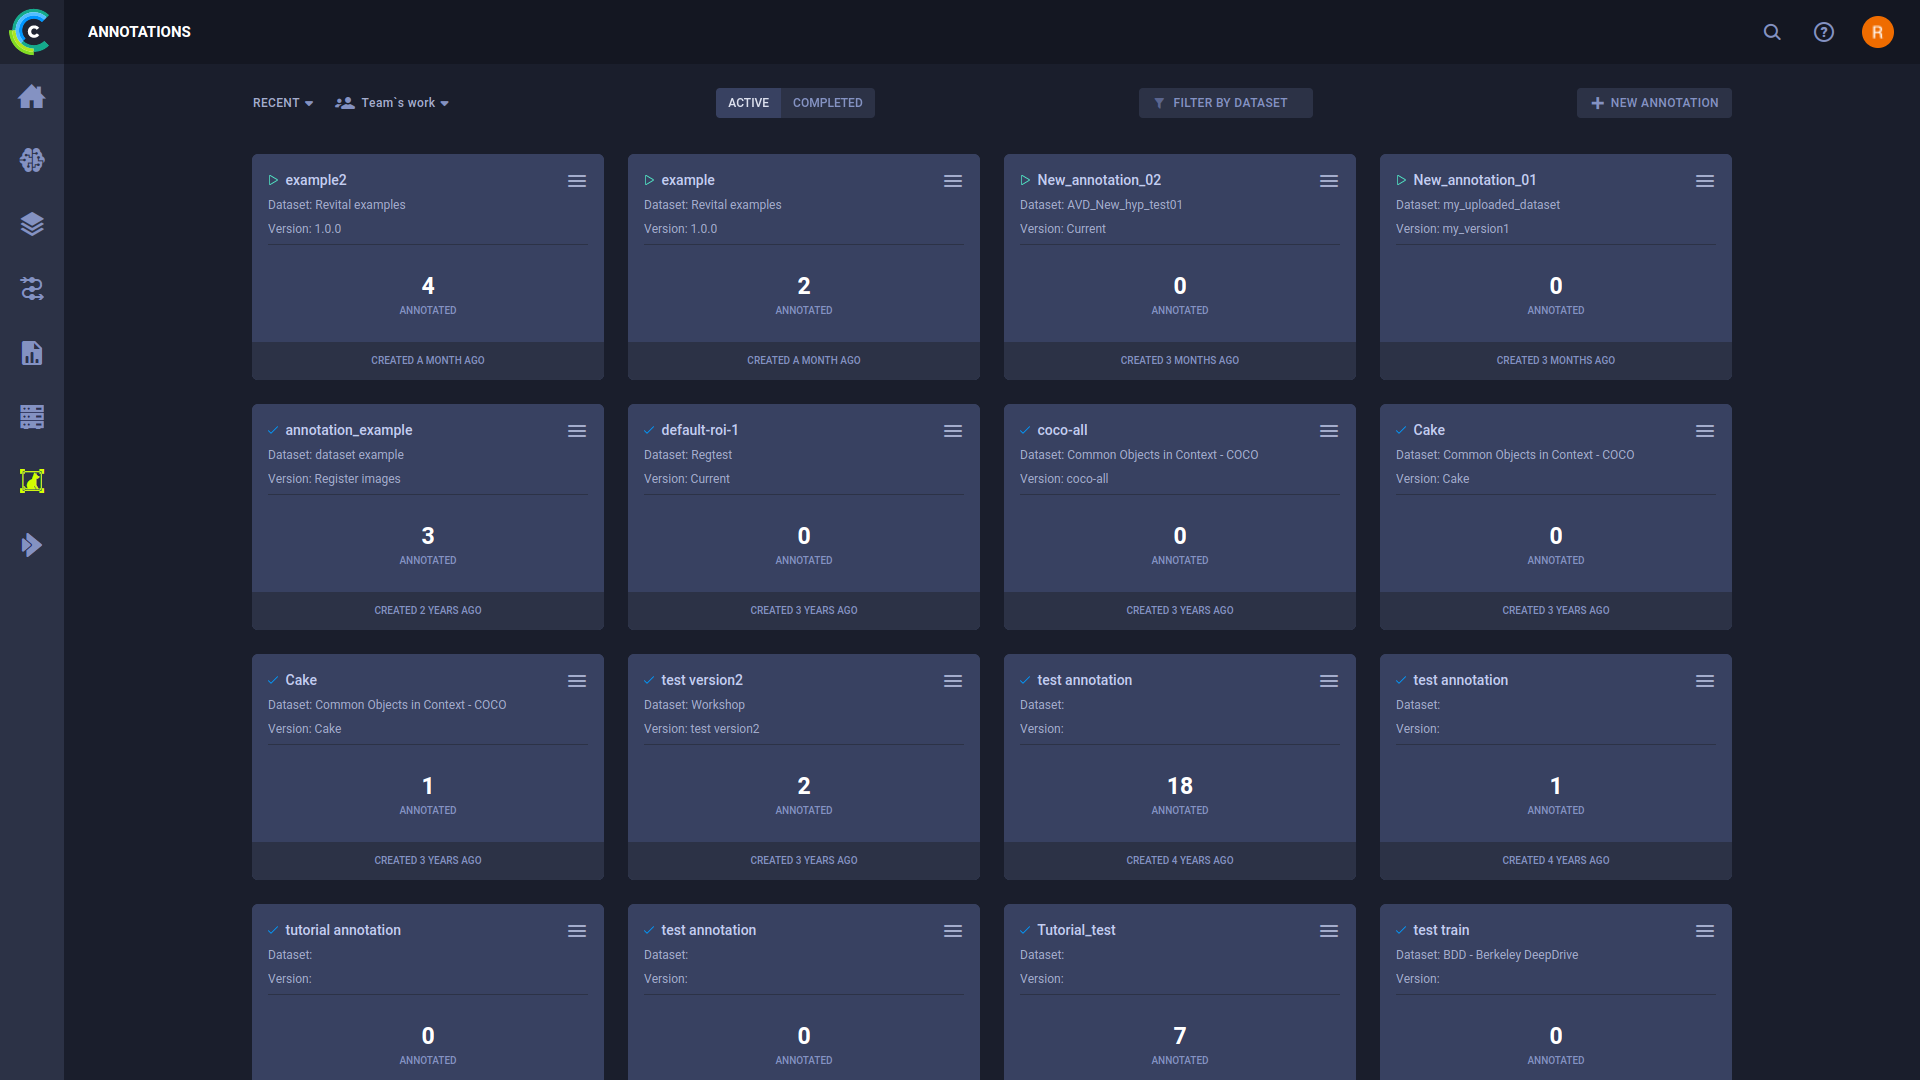 ANNOTATIONS
R
RECENT Team`s work ACTIVE COMPLETED FILTER BY DATASET NEW ANNOTATION
example2
Dataset: Revital examples
Version: 1.0.0
4
ANNOTATED
CREATED A MONTH AGO
example
Dataset: Revital examples
Version: 1.0.0
2
ANNOTATED
CREATED A MONTH AGO
New_annotation_02
Dataset: AVD_New_hyp_test01
Version: Current
0
ANNOTATED
CREATED 3 MONTHS AGO
New_annotation_01
Dataset: my_uploaded_dataset
Version: my_version1
0
ANNOTATED
CREATED 3 MONTHS AGO
annotation_example
Dataset: dataset example
Version: Register images
3
ANNOTATED
CREATED 2 YEARS AGO
default-roi-1
Dataset: Regtest
Version: Current
0
ANNOTATED
CREATED 3 YEARS AGO
coco-all
Dataset: Common Objects in Context - COCO
Version: coco-all
0
ANNOTATED
CREATED 3 YEARS AGO
Cake
Dataset: Common Objects in Context - COCO
Version: Cake
0
ANNOTATED
CREATED 3 YEARS AGO
Cake
Dataset: Common Objects in Context - COCO
Version: Cake
1
ANNOTATED
CREATED 3 YEARS AGO
test version2
Dataset: Workshop
Version: test version2
2
ANNOTATED
CREATED 3 YEARS AGO
test annotation
Dataset:
Version:
18
ANNOTATED
CREATED 4 YEARS AGO
test annotation
Dataset:
Version:
1
ANNOTATED
CREATED 4 YEARS AGO
tutorial annotation
Dataset:
Version:
0
ANNOTATED
test annotation
Dataset:
Version:
0
ANNOTATED
Tutorial_test
Dataset:
Version:
7
ANNOTATED
test train
Dataset: BDD - Berkeley DeepDrive
Version:
0
ANNOTATED